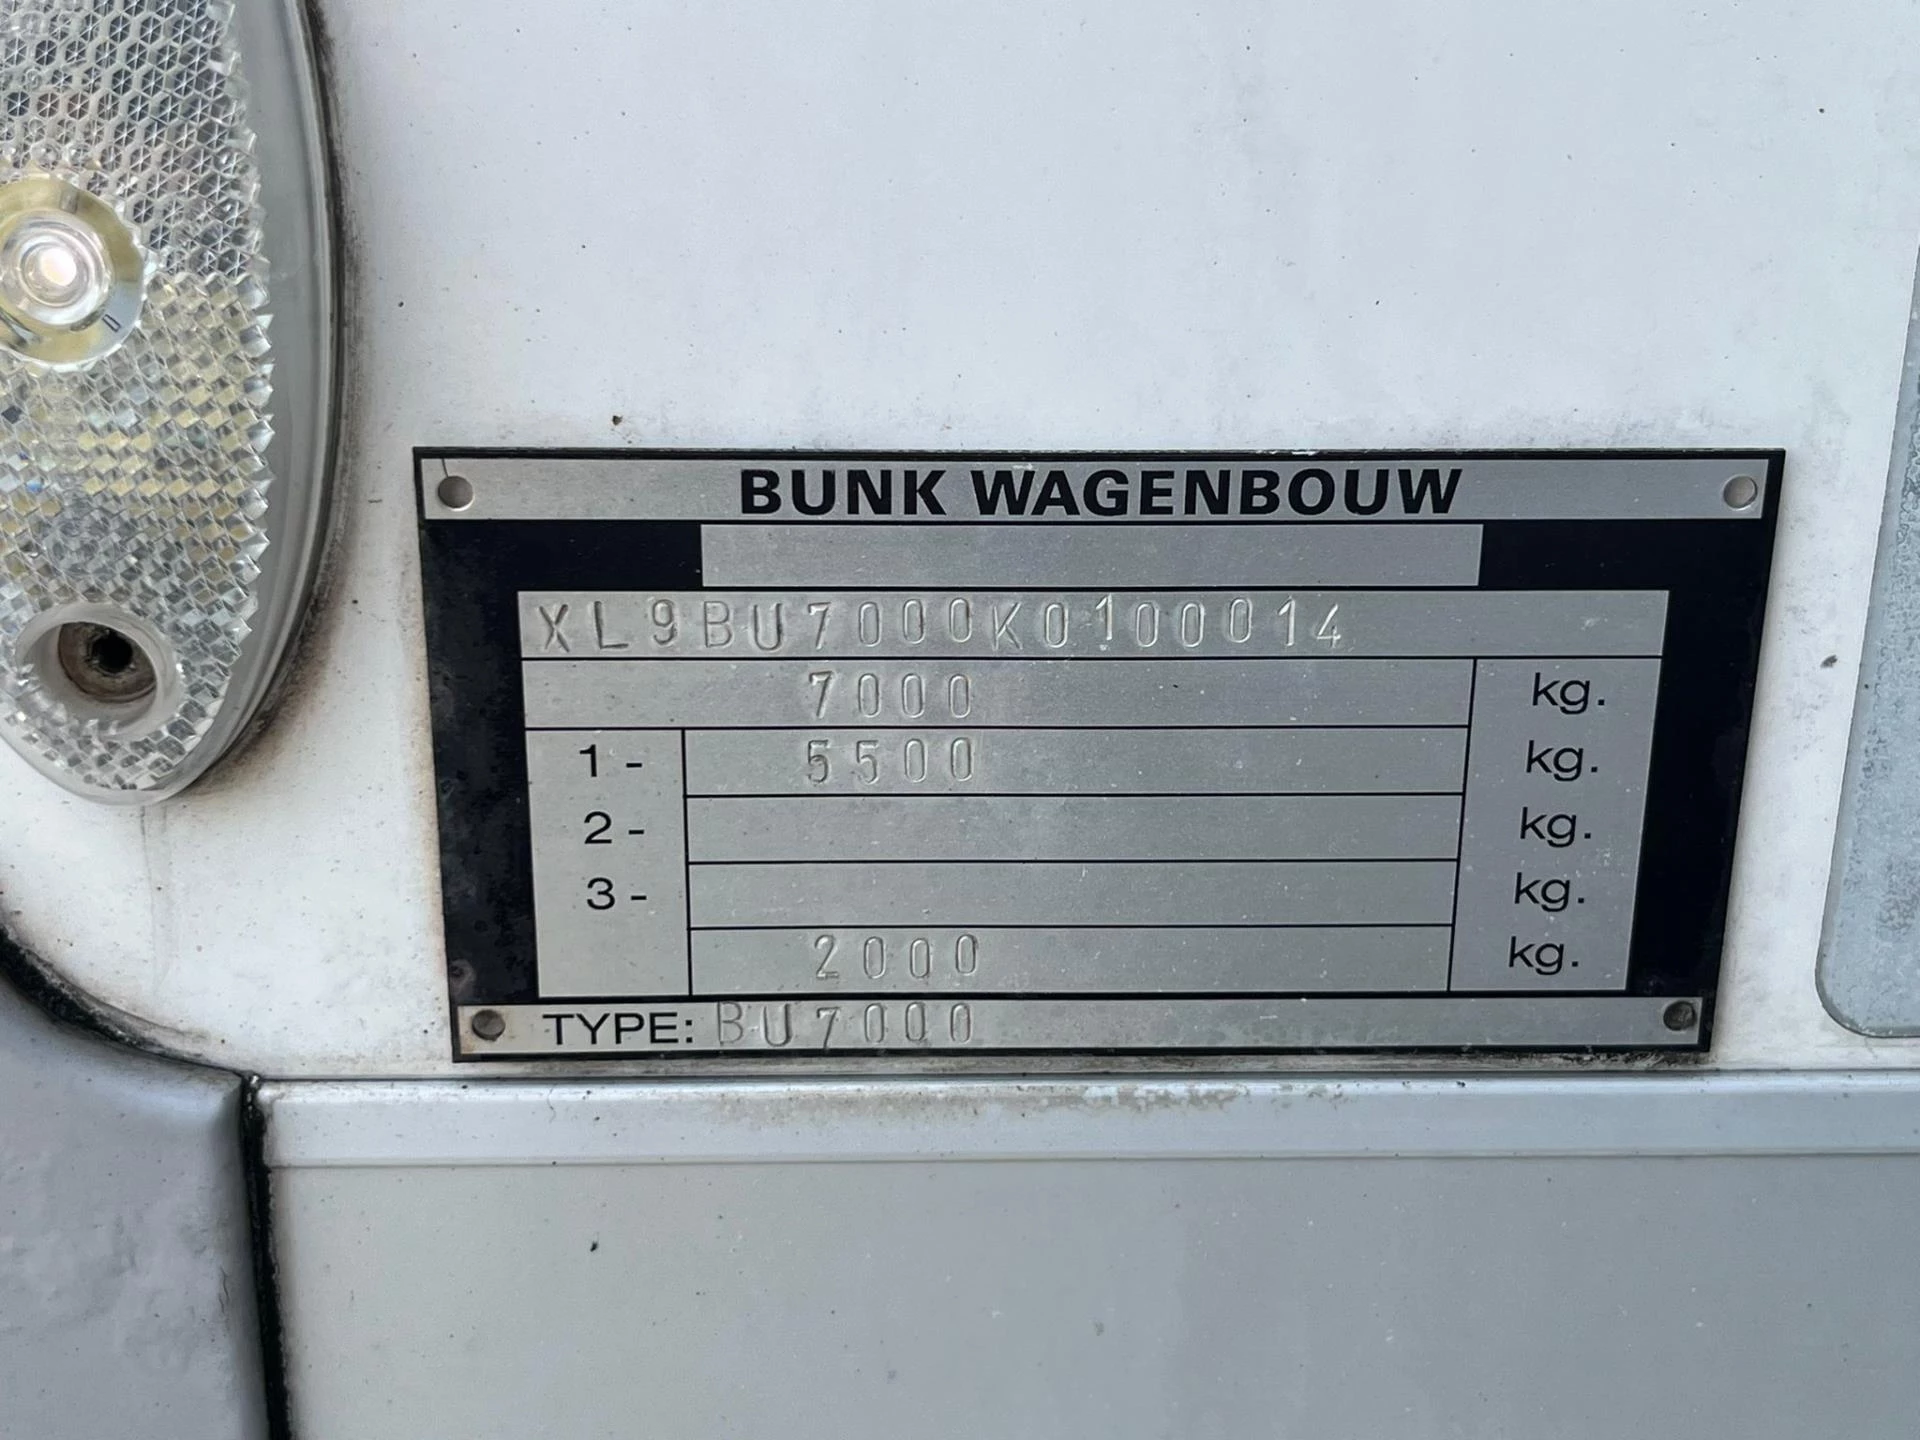 BUNK WAGENBOUW
XL9BU7000K0100014
7000 kg.
1- 5500 kg.
2- kg.
3- kg.
2000 kg.
TYPE: BU7000